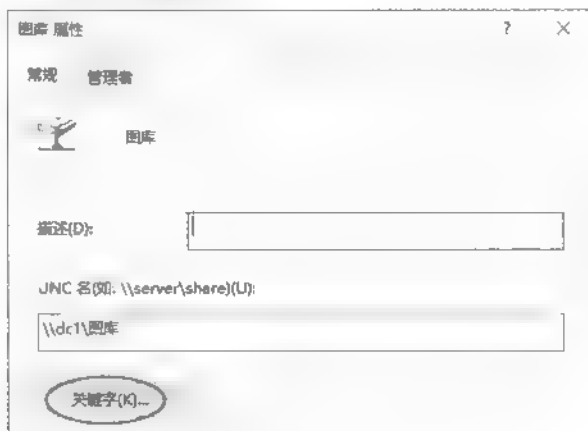 图库 属性
?
×
常规 管理者
图库
描述(D):
UNC 名(如: \\server\share)(U):
\\dc1\图库
关键字(K)...